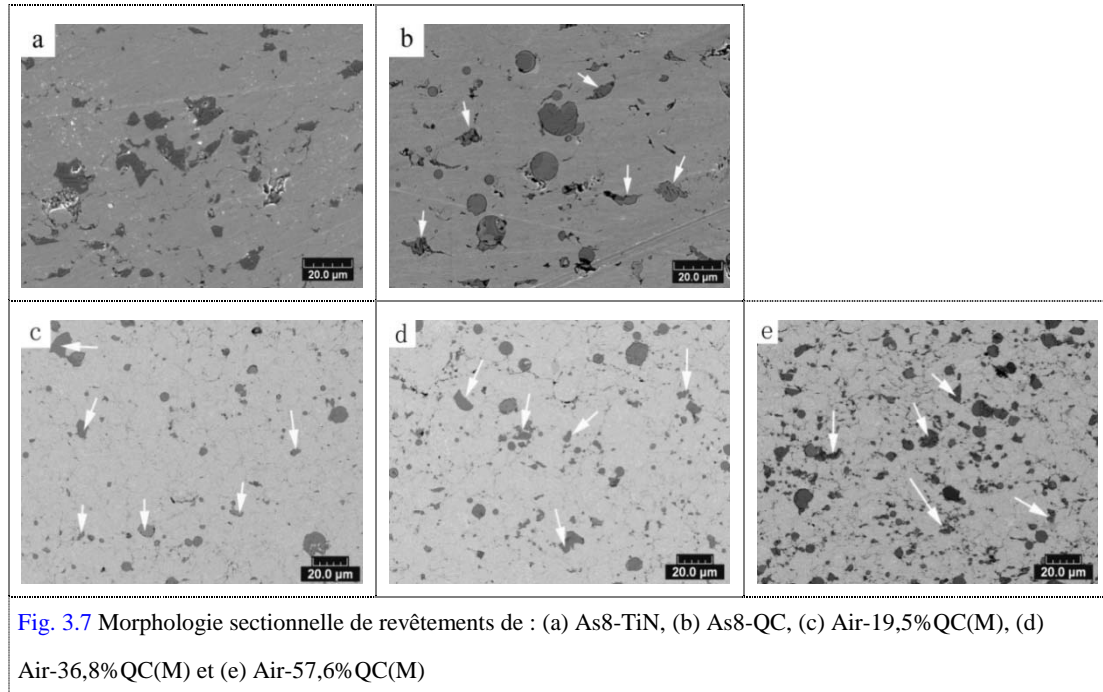 a
20.0 µm
b
20.0 µm
c
20.0 µm
d
20.0 µm
e
20.0 µm
Fig. 3.7 Morphologie sectionnelle de revêtements de : (a) As8-TiN, (b) As8-QC, (c) Air-19,5%QC(M), (d)
Air-36,8%QC(M) et (e) Air-57,6%QC(M)